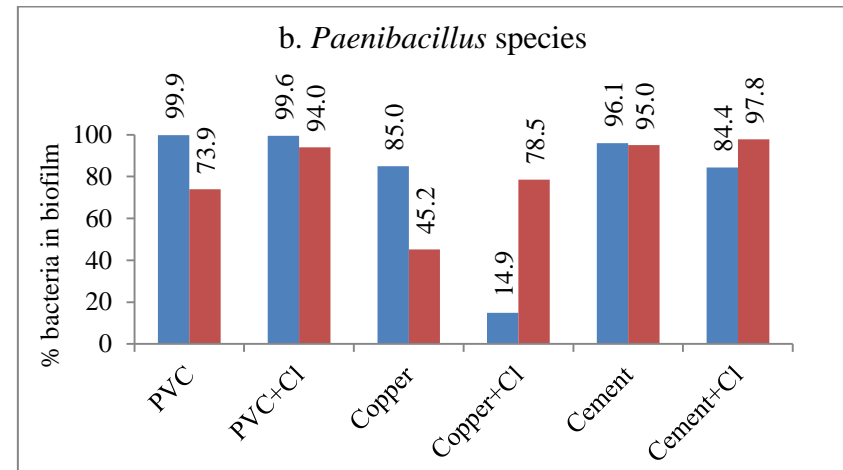 b. Paenibacillus species
% bacteria in biofilm
100
80
60
40
20
0
99.9
73.9
99.6
94.0
85.0
45.2
14.9
78.5
96.1
95.0
84.4
97.8
PVC
PVC+Cl
Copper
Copper+Cl
Cement
Cement+Cl